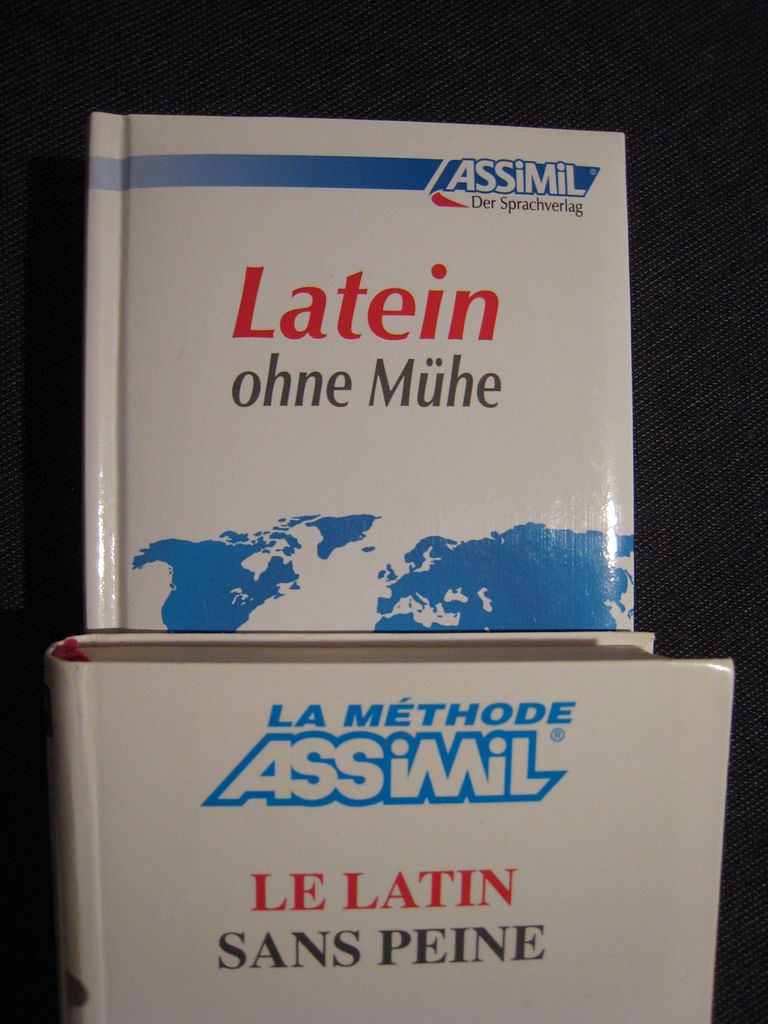 ASSiMiL®
Der Sprachverlag
Latein
ohne Mühe
LA MÉTHODE
ASSiMiL®
LE LATIN
SANS PEINE